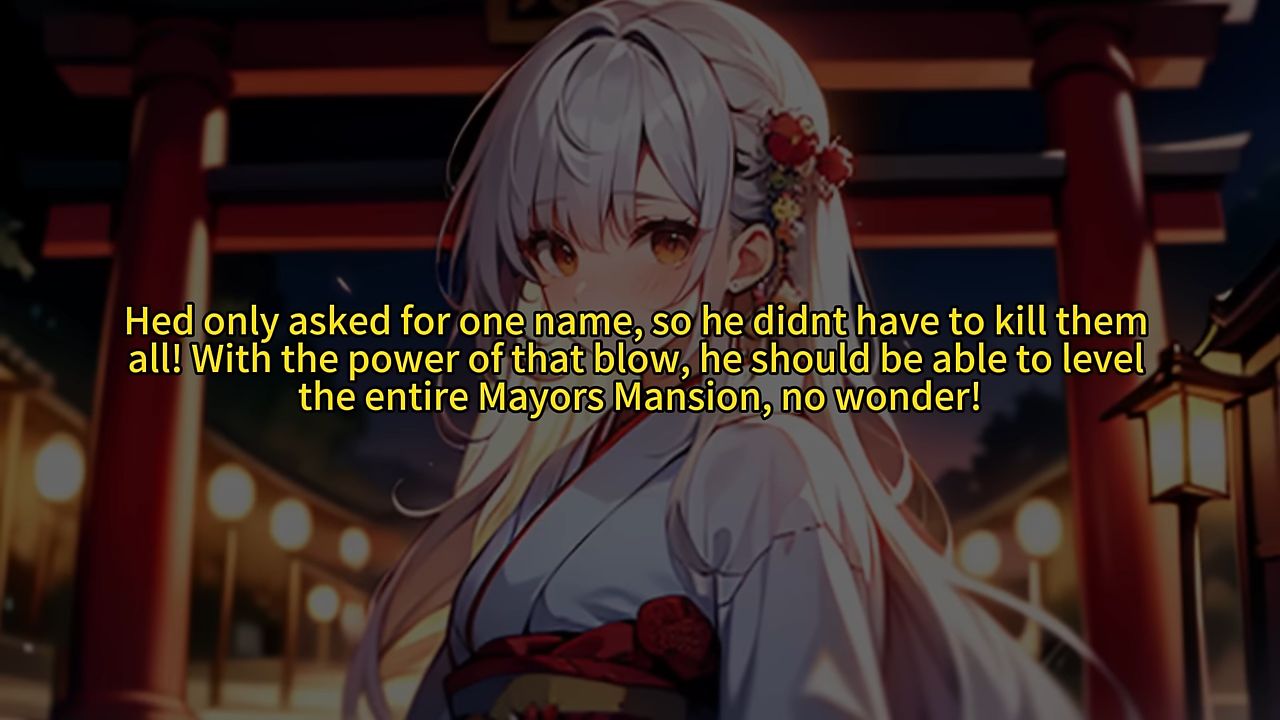 Hed only asked for one name, so he didnt have to kill them
all! With the power of that blow, he should be able to level
the entire Mayors Mansion, no wonder!